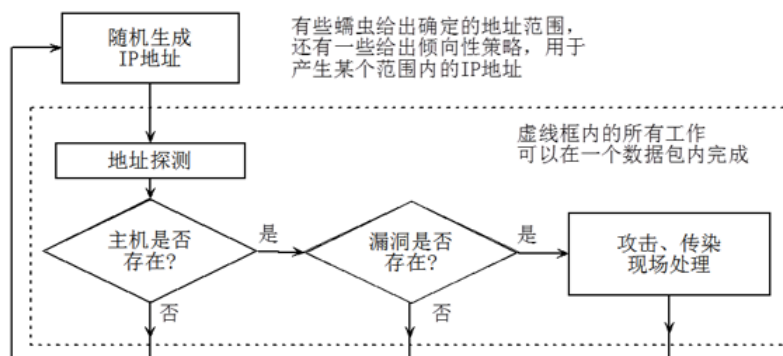 随机生成
IP地址
有些蠕虫给出确定的地址范围，
还有一些给出倾向性策略，用于
产生某个范围内的IP地址
虚线框内的所有工作
可以在一个数据包内完成
地址探测
主机是否
存在?
是
漏洞是否
存在?
是
攻击、传染
现场处理
否
否